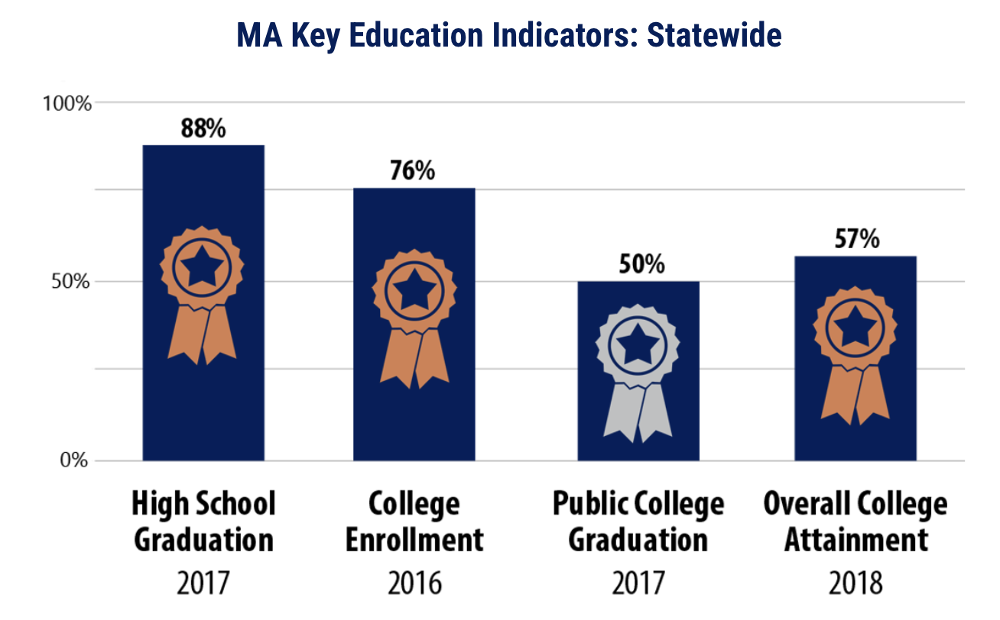 MA Key Education Indicators: Statewide
100%
88%
76%
57%
50%
50%
0%
High School
Graduation
2017
College
Enrollment
2016
Public College
Graduation
2017
Overall College
Attainment
2018